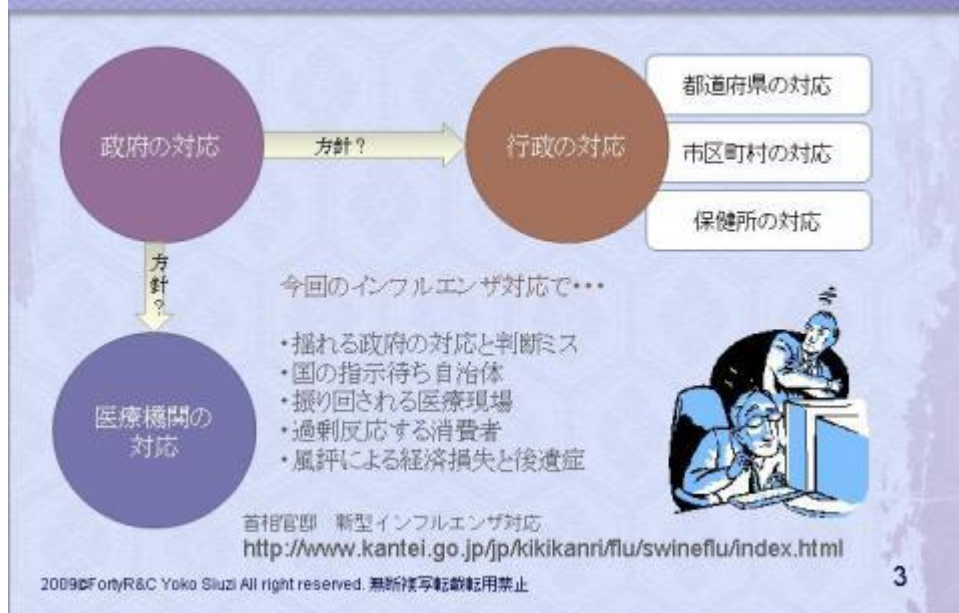 政府の対応
方針?
行政の対応
都道府県の対応
市区町村の対応
保健所の対応
方針?
医療機関の
対応
今回のインフルエンザ対応で・・・
・揺れる政府の対応と判断ミス
・国の指示待ち自治体
・振り回される医療現場
・過剰反応する消費者
・風評による経済損失と後遺症
首相官邸 新型インフルエンザ対応
http://www.kantei.go.jp/jp/kikikanri/flu/swineflu/index.html
2009©FortyR&C Yoko Siuzi All right reserved. 無断複写転載転用禁止
3